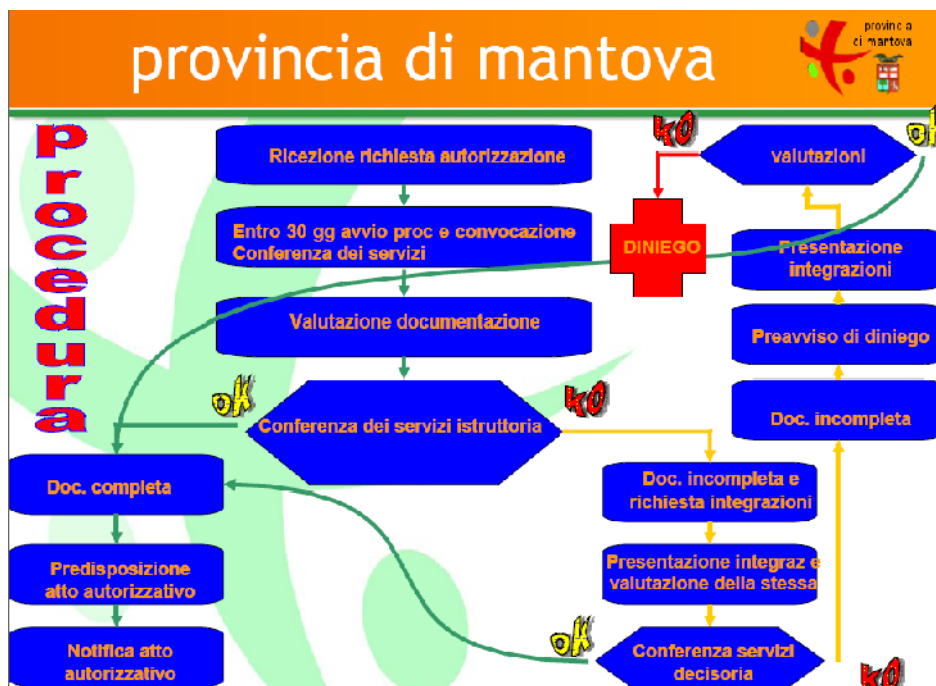 provincia di mantova
provincia
di mantova
procedura
Ricezione richiesta autorizzazione
Entro 30 gg avvio proc e convocazione
Conferenza dei servizi
Valutazione documentazione
OK
Conferenza dei servizi istruttoria
KO
Doc. completa
Predisposizione
atto autorizzativo
Notifica atto
autorizzativo
Doc. incompleta e
richiesta integrazioni
Presentazione integraz e
valutazione della stessa
OK
Conferenza servizi
decisoria
KO
Doc. incompleta
Preavviso di diniego
Presentazione
integrazioni
KO
valutazioni
OK
DINIEGO